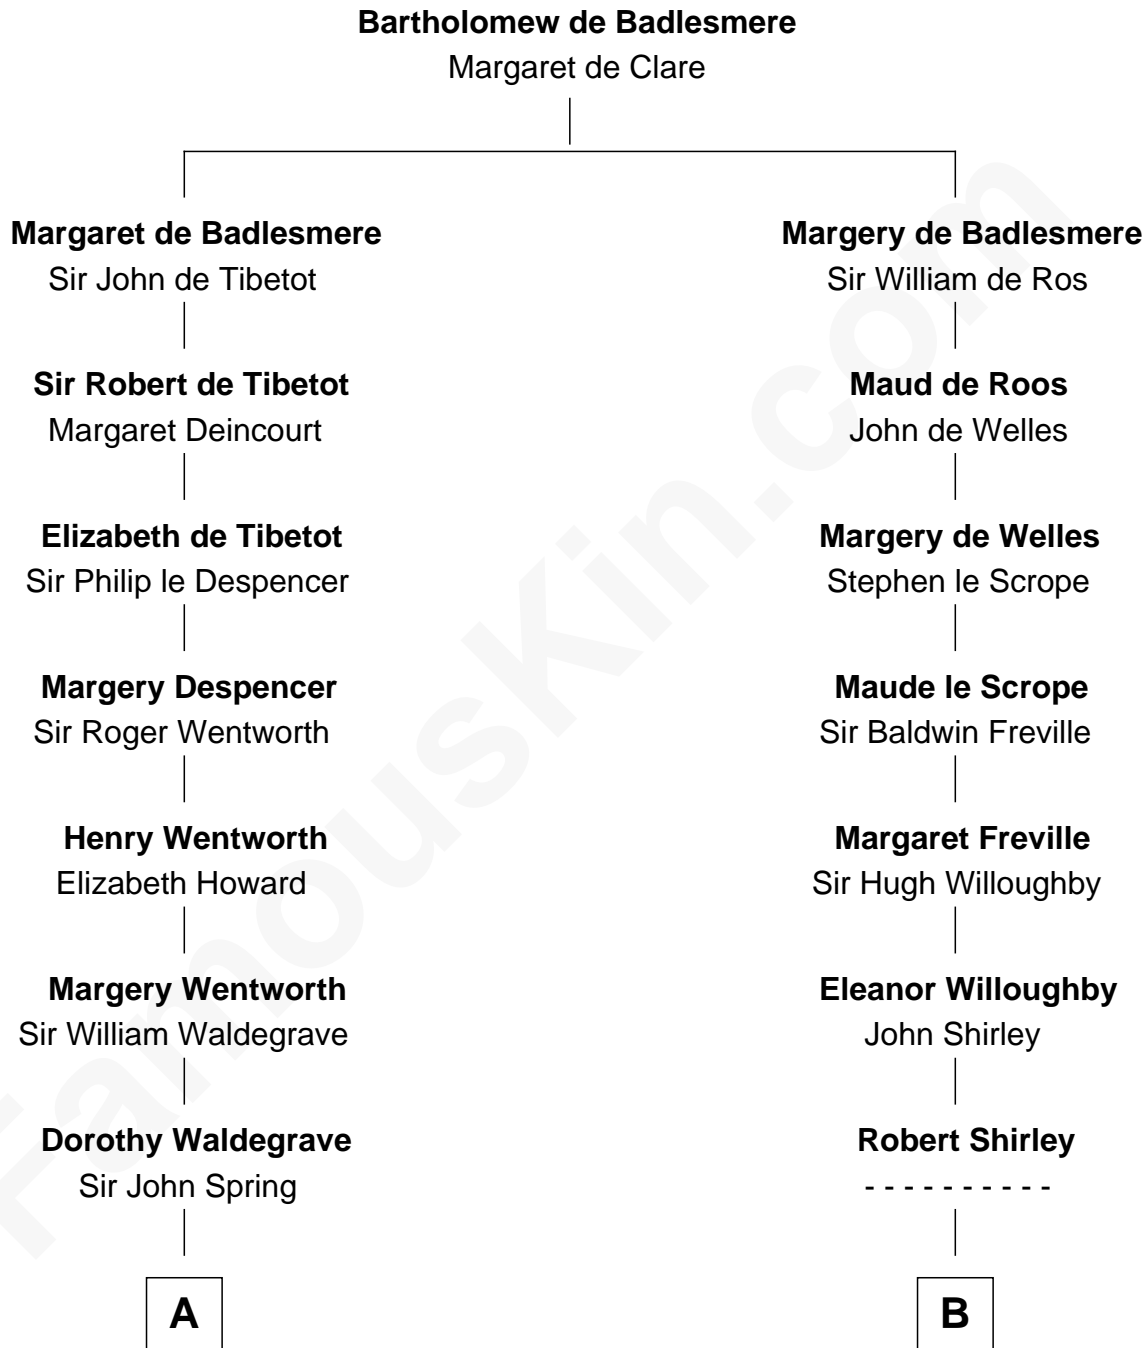 Bartholomew de Badlesmere
Margaret de Clare
Margaret de Badlesmere
Sir John de Tibetot
Sir Robert de Tibetot
Margaret Deincourt
Elizabeth de Tibetot
Sir Philip le Despencer
Margery Despencer
Sir Roger Wentworth
Henry Wentworth
Elizabeth Howard
Margery Wentworth
Sir William Waldegrave
Dorothy Waldegrave
Sir John Spring
A
Margery de Badlesmere
Sir William de Ros
Maud de Roos
John de Welles
Margery de Welles
Stephen le Scrope
Maude le Scrope
Sir Baldwin Freville
Margaret Freville
Sir Hugh Willoughby
Eleanor Willoughby
John Shirley
Robert Shirley
- - - - - - - - - -
B
FamousKin.com